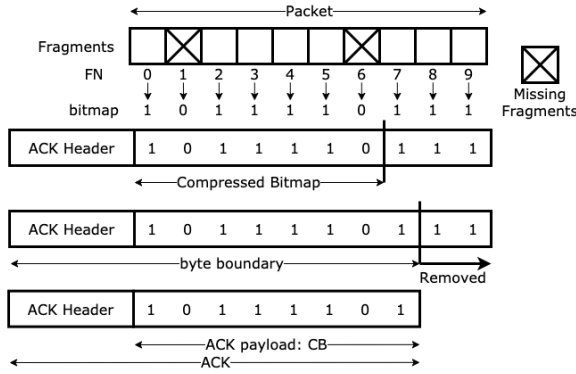 Packet
Fragments
FN 0 1 2 3 4 5 6 7 8 9
bitmap 1 0 1 1 1 1 0 1 1 1
Missing
Fragments
ACK Header 1 0 1 1 1 1 0 1 1 1
Compressed Bitmap
ACK Header 1 0 1 1 1 1 0 1 1 1
byte boundary
Removed
ACK Header 1 0 1 1 1 1 0 1
ACK payload: CB
ACK